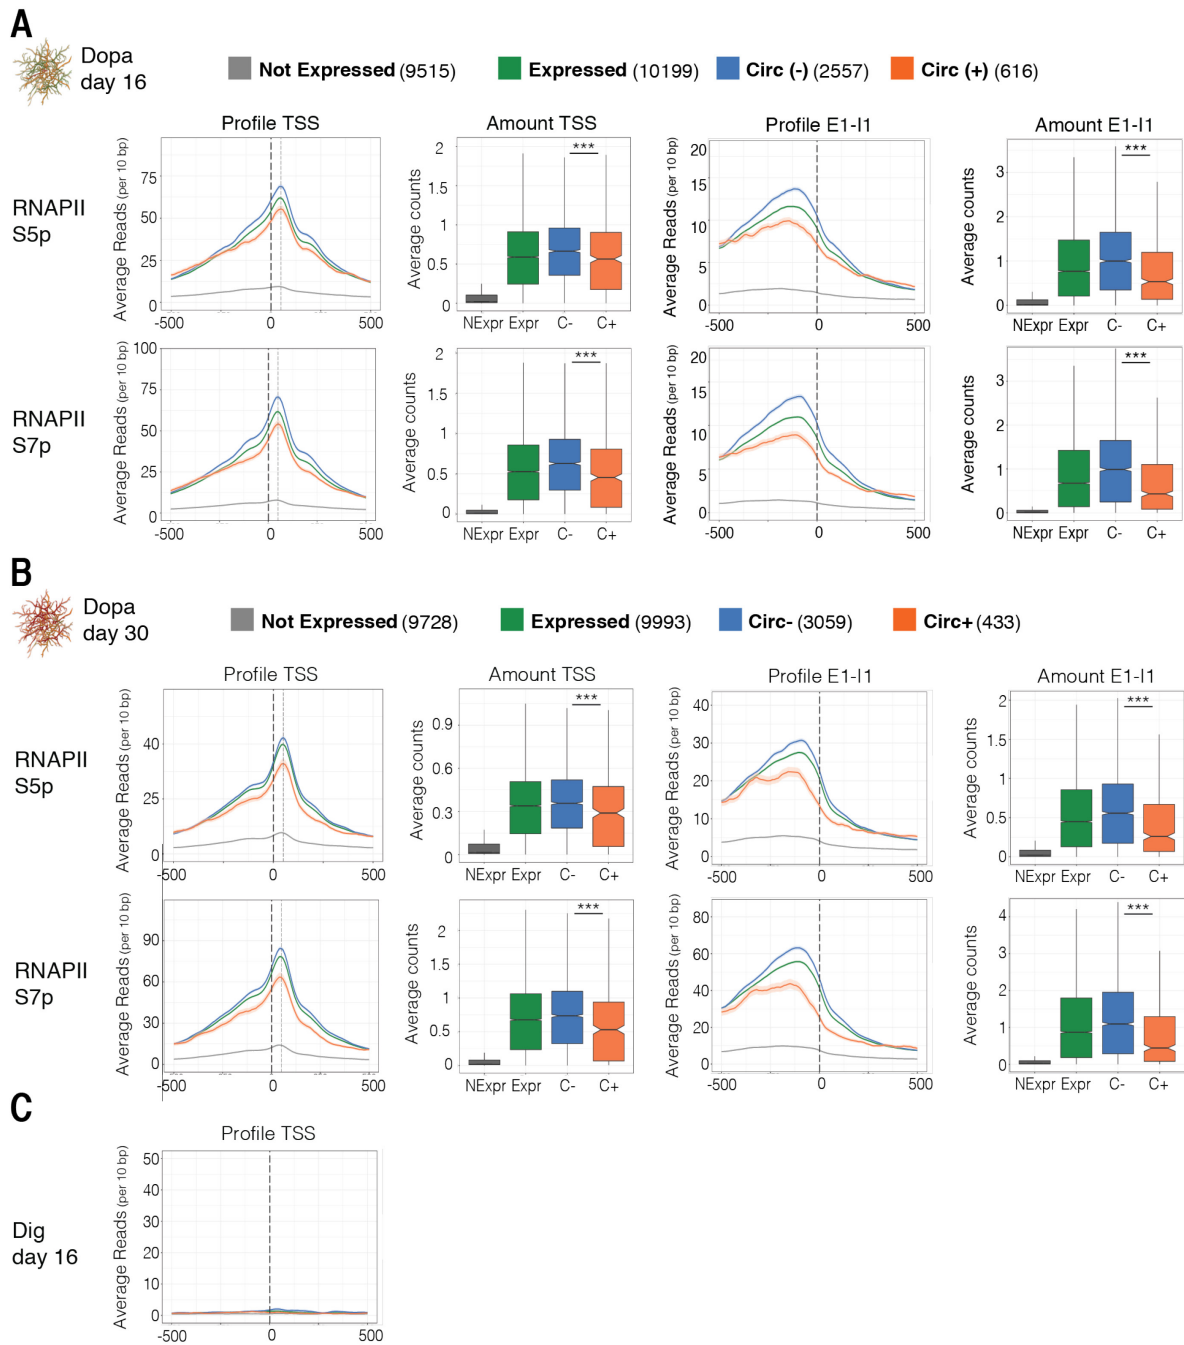 A
Dopa
day 16
Not Expressed (9515)
Expressed (10199)
Circ (-) (2557)
Circ (+) (616)
Profile TSS
Amount TSS
Profile E1-I1
Amount E1-I1
RNAPII
S5p
Average Reads (per 10 bp)
75
50
25
0
-500
0
500
Average counts
2
1.5
1
0.5
0
***
NExpr
Expr
C-
C+
Average Reads (per 10 bp)
20
15
10
5
0
-500
0
500
Average counts
3
2
1
0
***
NExpr
Expr
C-
C+
RNAPII
S7p
Average Reads (per 10 bp)
100
75
50
25
0
-500
0
500
Average counts
2
1.5
1
0.5
0
***
NExpr
Expr
C-
C+
Average Reads (per 10 bp)
20
15
10
5
0
-500
0
500
Average counts
3
2
1
0
***
NExpr
Expr
C-
C+
B
Dopa
day 30
Not Expressed (9728)
Expressed (9993)
Circ- (3059)
Circ+ (433)
Profile TSS
Amount TSS
Profile E1-I1
Amount E1-I1
RNAPII
S5p
Average Reads (per 10 bp)
40
25
0
-500
0
500
Average counts
0.9
0.6
0.3
0
***
NExpr
Expr
C-
C+
Average Reads (per 10 bp)
40
30
20
10
0
-500
0
500
Average counts
2
1.5
1
0.5
0
***
NExpr
Expr
C-
C+
RNAPII
S7p
Average Reads (per 10 bp)
90
60
30
0
-500
0
500
Average counts
2
1.5
1
0.5
0
***
NExpr
Expr
C-
C+
Average Reads (per 10 bp)
80
60
40
20
0
-500
0
500
Average counts
4
3
2
1
0
***
NExpr
Expr
C-
C+
C
Profile TSS
Dig
day 16
Average Reads (per 10 bp)
50
40
30
20
10
0
-500
0
500